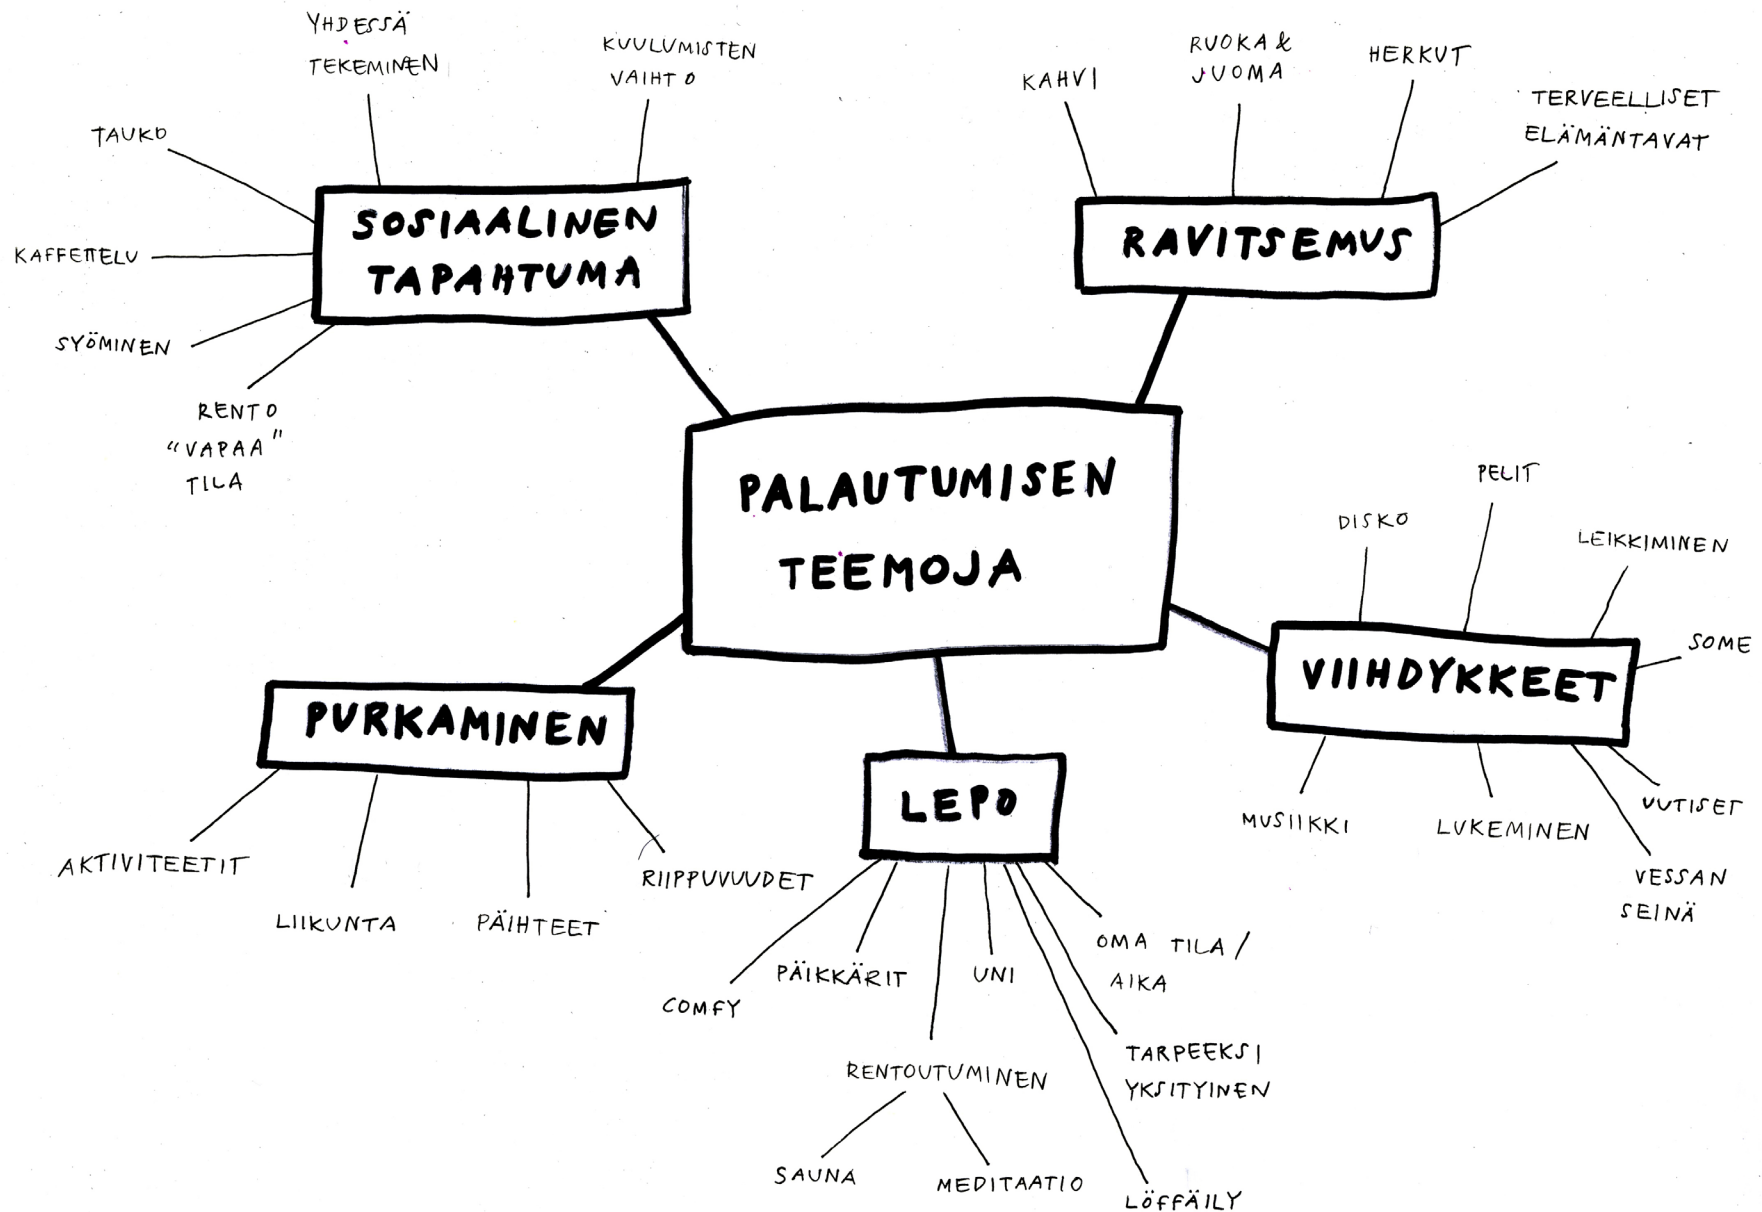 YHDESSÄ
TEKEMINEN
KUULUMISTEN
VAIHTO
TAUKO
KAFFETTELU
SYÖMINEN
RENTO
"VAPAA"
TILA
SOSIAALINEN
TAPAHTUMA
KAHVI
RUOKA &
JUOMA
HERKUT
TERVEELLISET
ELÄMÄNTAVAT
RAVITSEMUS
PALAUTUMISEN
TEEMOJA
DISKO
PELIT
LEIKKIMINEN
SOME
VIIHDYKKEET
MUSIIKKI
LUKEMINEN
UUTISET
VESSAN
SEINÄ
PURKAMINEN
AKTIVITEETIT
LIIKUNTA
PÄIHTEET
RIIPPUVUUDET
LEPO
COMFY
PÄIKKÄRIT
UNI
OMA TILA /
AIKA
RENTOUTUMINEN
SAUNA
MEDITAATIO
TARPEEKSI
YKSITYINEN
LÖFFÄILY